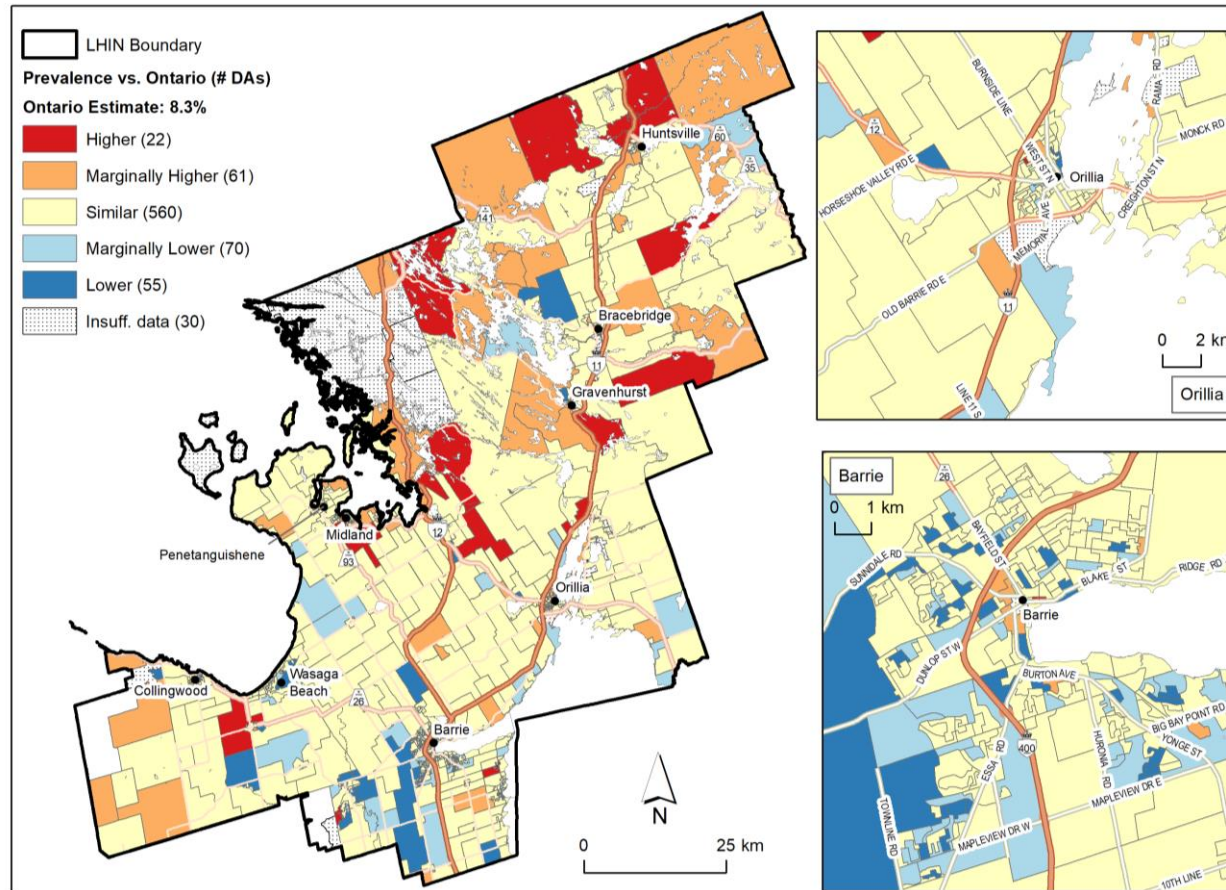 LHIN Boundary
Prevalence vs. Ontario (# DAs)
Ontario Estimate: 8.3%
Higher (22)
Marginally Higher (61)
Similar (560)
Marginally Lower (70)
Lower (55)
Insuff. data (30)
Huntsville
60
35
141
Bracebridge
11
Gravenhurst
Penetanguishene
Midland
12
93
Orillia
Collingwood
Wasaga
Beach
26
Barrie
N
0 25 km
BURNSIDE LINE
RAMA RD
12
MONCK RD
HORSESHOE VALLEY RD E
WEST ST N
Orillia
CREIGHTON ST N
MEMORIAL AVE
OLD BARRIE RD E
11
0 2 km
LINE 11 S
Orillia
Barrie
0 1 km
26
BAYFIELD ST
SUNNIDALE RD
BLAKE ST
RIDGE RD
Barrie
DUNLOP ST W
BURTON AVE
BIG BAY POINT RD
YONGE ST
HURONIA RD
ESSA RD
400
MAPLEVIEW DR E
TOWNLINE RD
MAPLEVIEW DR W
10TH LINE